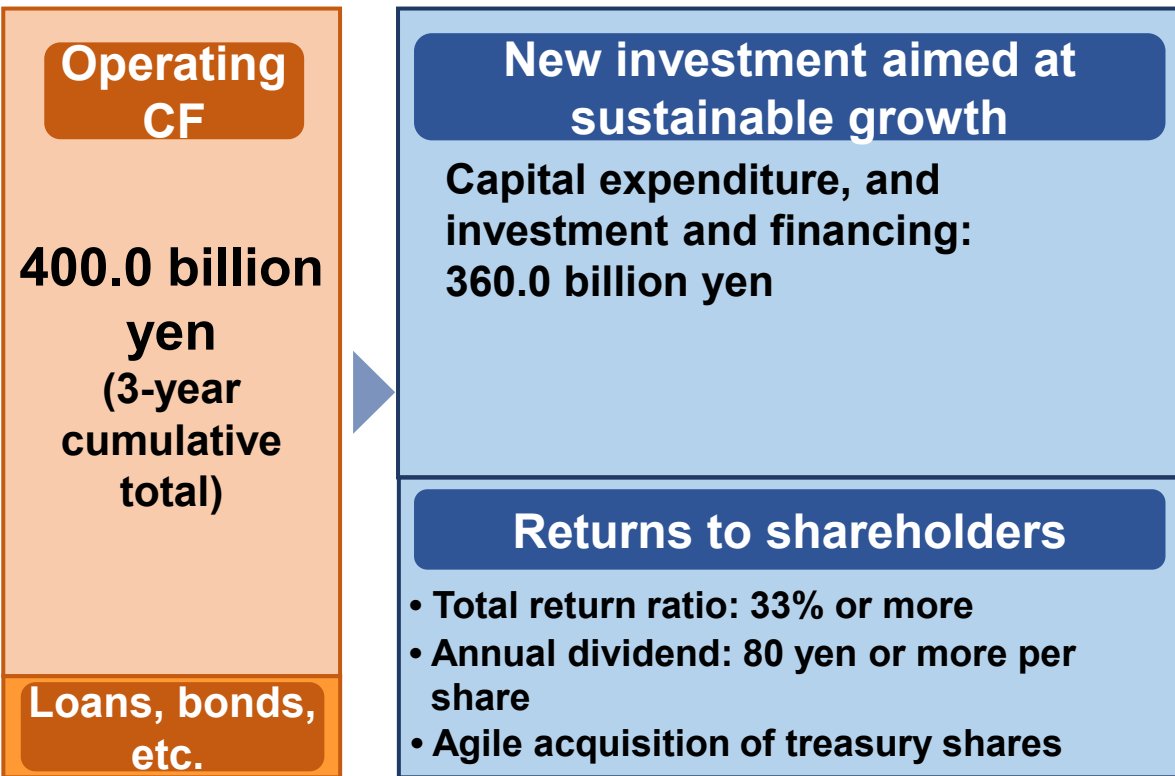 Operating
CF
400.0 billion
yen
(3-year
cumulative
total)
Loans, bonds,
etc.
New investment aimed at
sustainable growth
Capital expenditure, and
investment and financing:
360.0 billion yen
Returns to shareholders
• Total return ratio: 33% or more
• Annual dividend: 80 yen or more per
share
• Agile acquisition of treasury shares